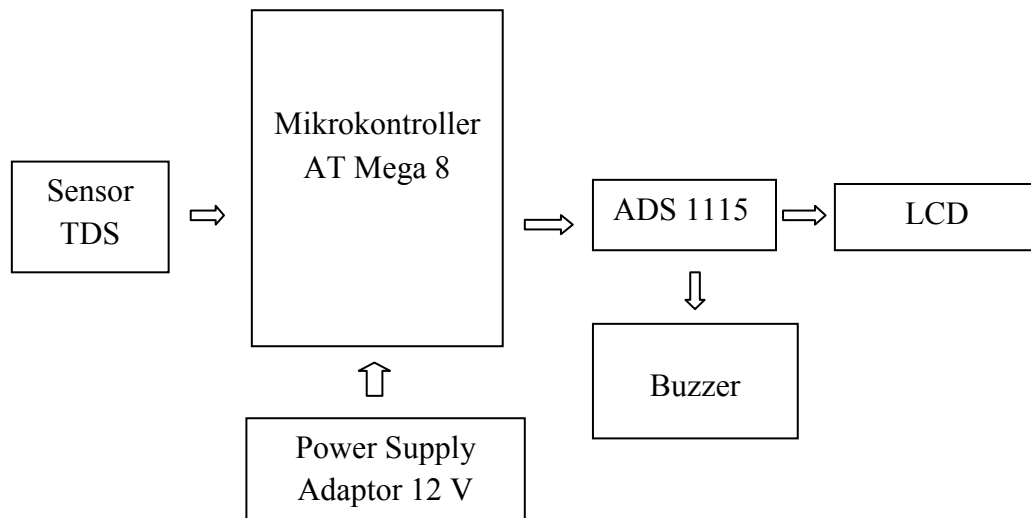 Mikrokontroller
AT Mega 8
Sensor
TDS
ADS 1115
LCD
Buzzer
Power Supply
Adaptor 12 V